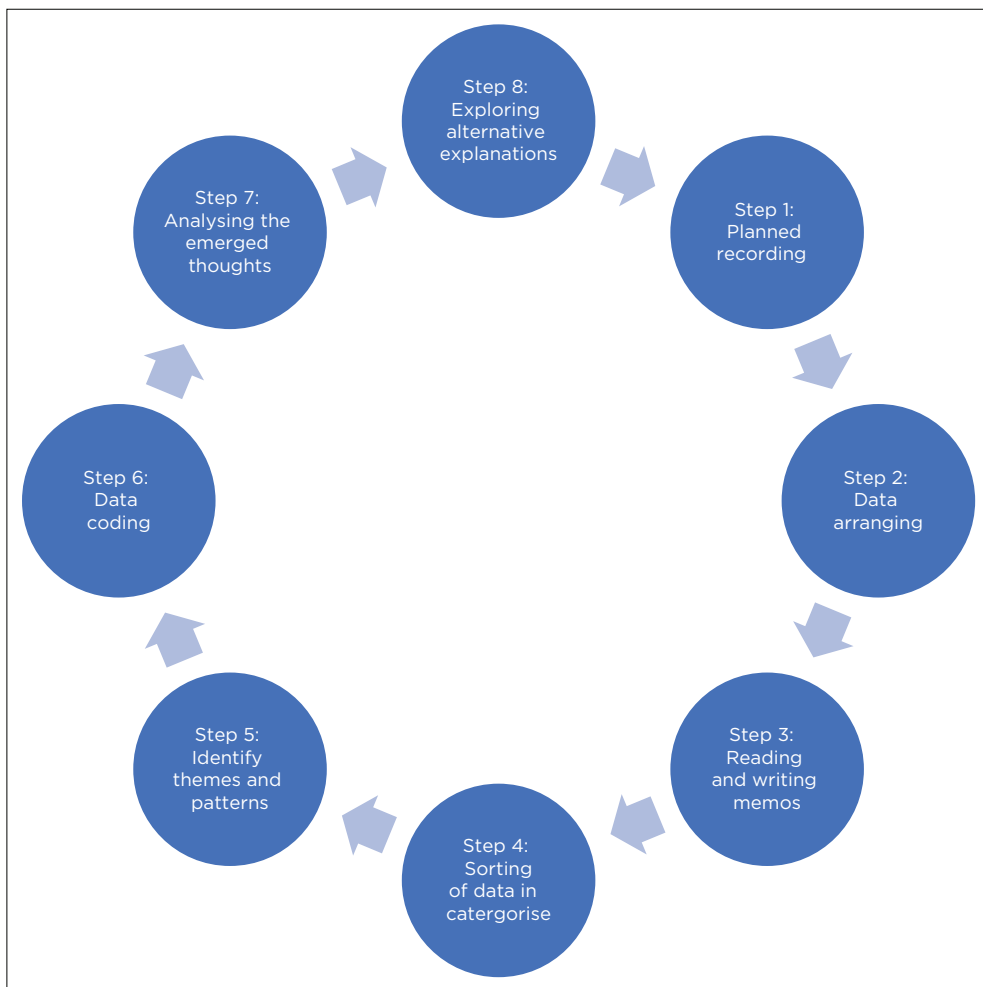 Step 8:
Exploring
alternative
explanations
Step 1:
Planned
recording
Step 2:
Data
arranging
Step 3:
Reading
and writing
memos
Step 4:
Sorting
of data in
catergorise
Step 5:
Identify
themes and
patterns
Step 6:
Data
coding
Step 7:
Analysing the
emerged
thoughts